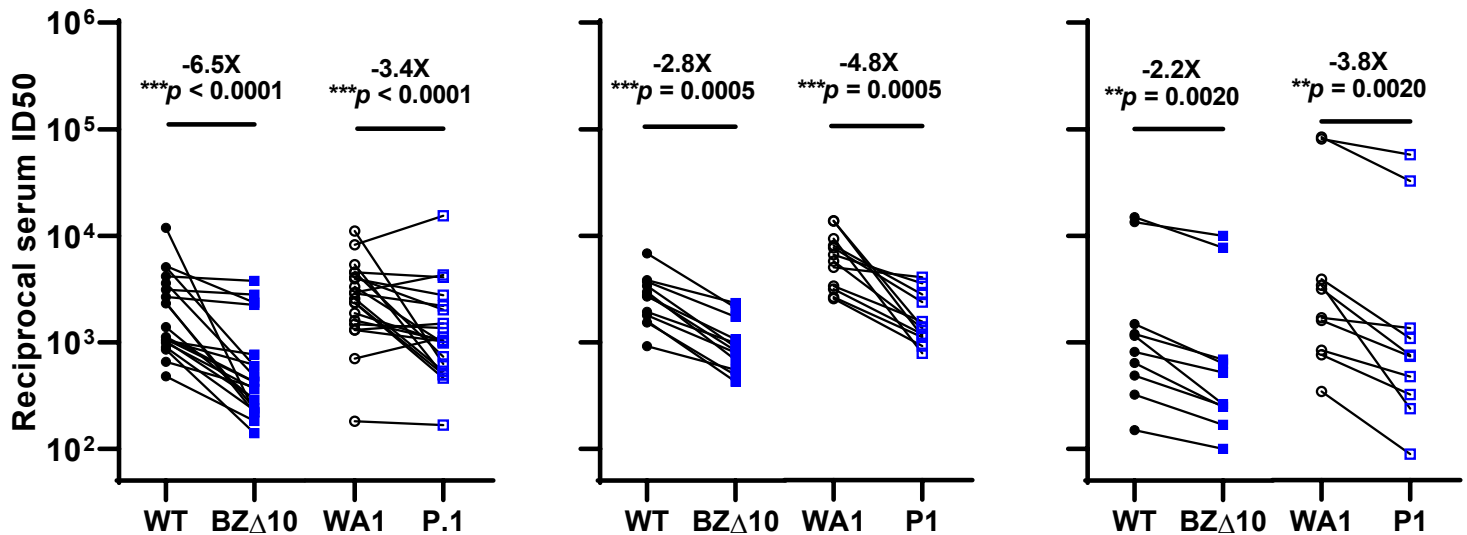 Reciprocal serum ID50
10⁶
10⁵
10⁴
10³
10²
-6.5X
***p < 0.0001
-3.4X
***p < 0.0001
WT BZΔ10 WA1 P.1
-2.8X
***p = 0.0005
-4.8X
***p = 0.0005
WT BZΔ10 WA1 P1
-2.2X
**p = 0.0020
-3.8X
**p = 0.0020
WT BZΔ10 WA1 P1